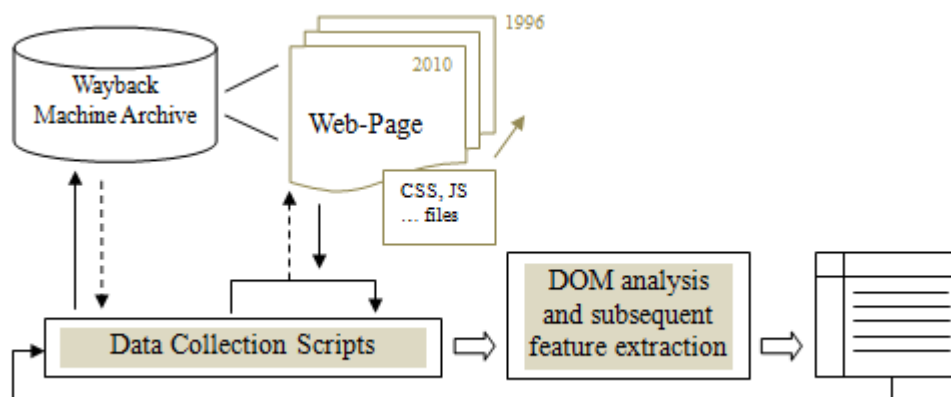 1996
2010
Wayback
Machine Archive
Web-Page
CSS, JS
… files
Data Collection Scripts
DOM analysis
and subsequent
feature extraction